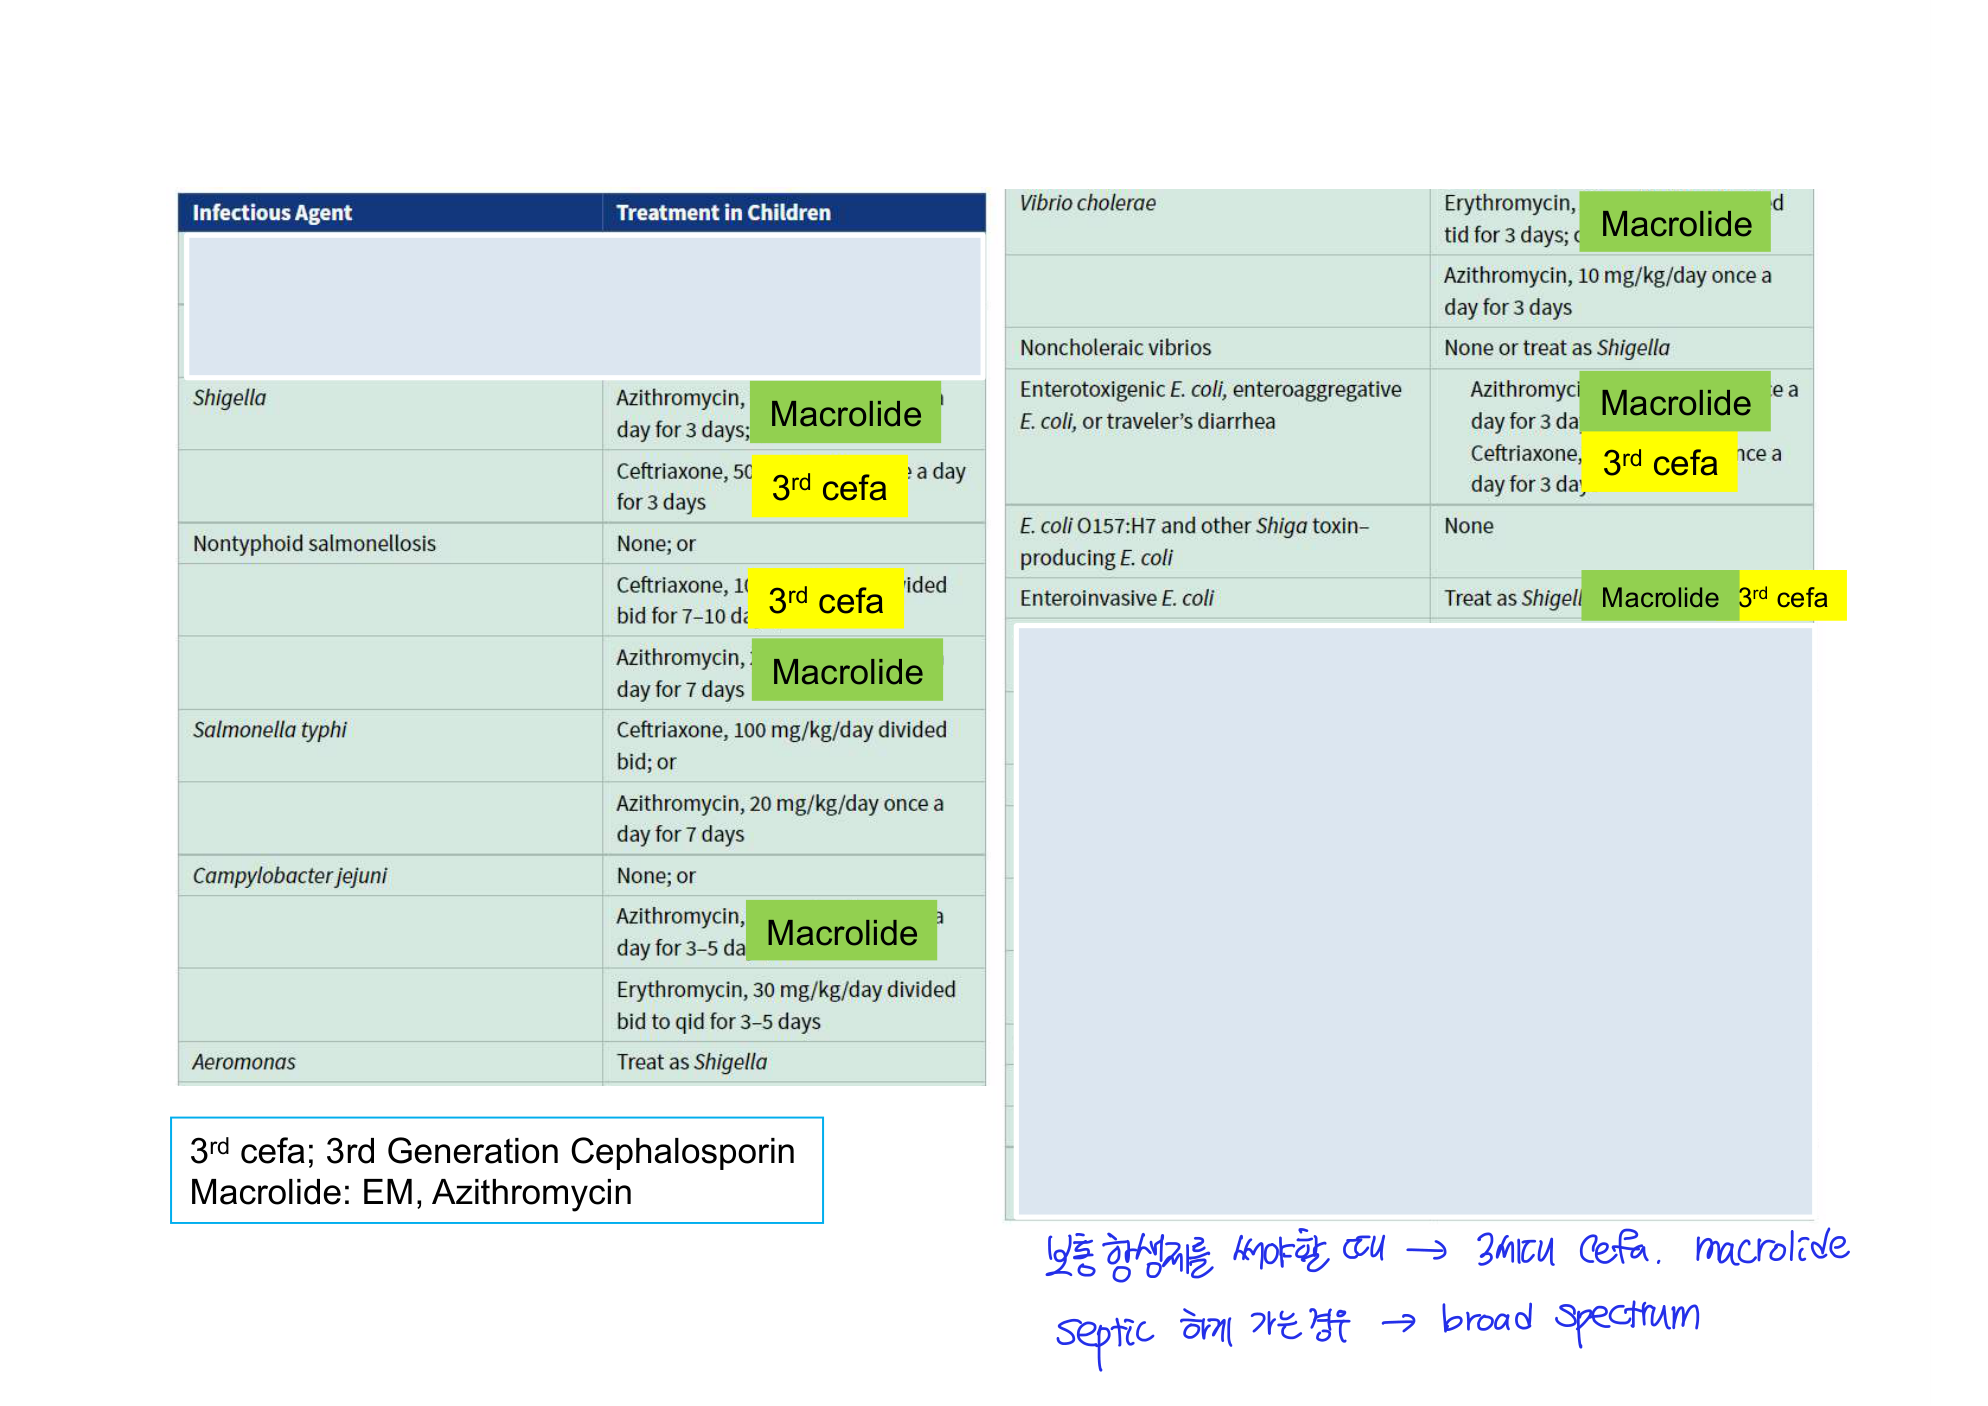 Infectious Agent Treatment in Children
Shigella Azithromycin, Macrolide
day for 3 days;
Ceftriaxone, 50 3rd cefa a day
for 3 days
Nontyphoid salmonellosis None; or
Ceftriaxone, 3rd cefa
bid for 7–10 3rd cefa
Azithromycin, Macrolide
day for 7 days
Salmonella typhi Ceftriaxone, 100 mg/kg/day divided
bid; or
Azithromycin, 20 mg/kg/day once a
day for 7 days
Campylobacter jejuni None; or
Azithromycin, Macrolide
day for 3–5
Erythromycin, 30 mg/kg/day divided
bid to qid for 3–5 days
Aeromonas Treat as Shigella
3rd cefa; 3rd Generation Cephalosporin
Macrolide: EM, Azithromycin
Vibrio cholerae Erythromycin, Macrolide
tid for 3 days;
Azithromycin, 10 mg/kg/day once a
day for 3 days
Noncholeraic vibrios None or treat as Shigella
Enterotoxigenic E. coli, enteroaggregative Macrolide a
E. coli, or traveler's diarrhea day for 3
Ceftriaxone, 3rd cefa a
day for 3
E. coli O157:H7 and other Shiga toxin– None
producing E. coli
Enteroinvasive E. coli Treat as Macrolide 3rd cefa
보통 항생제를 써야할 때 → 3세대 cefa. macrolide
septic 하게 가는 경우 → broad spectrum